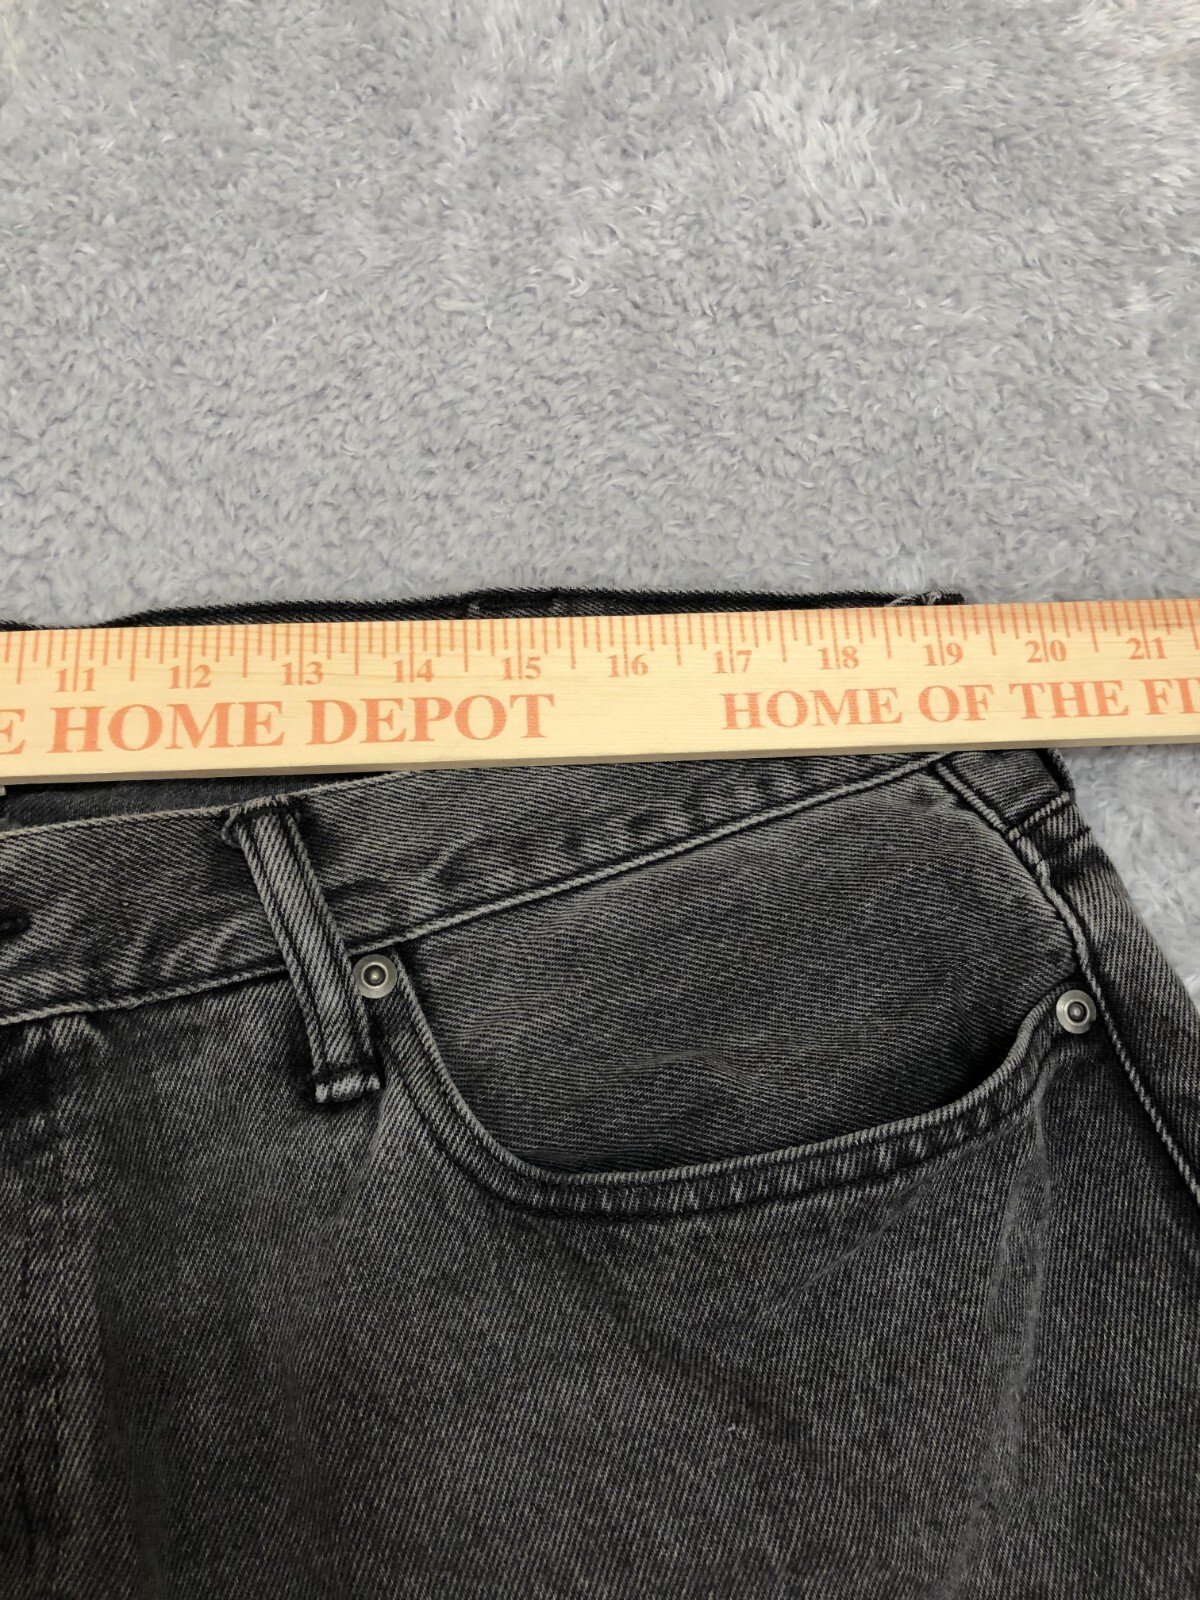 11 12 13 14 15 16 17 18 19 20 21
E HOME DEPOT HOME OF THE FI